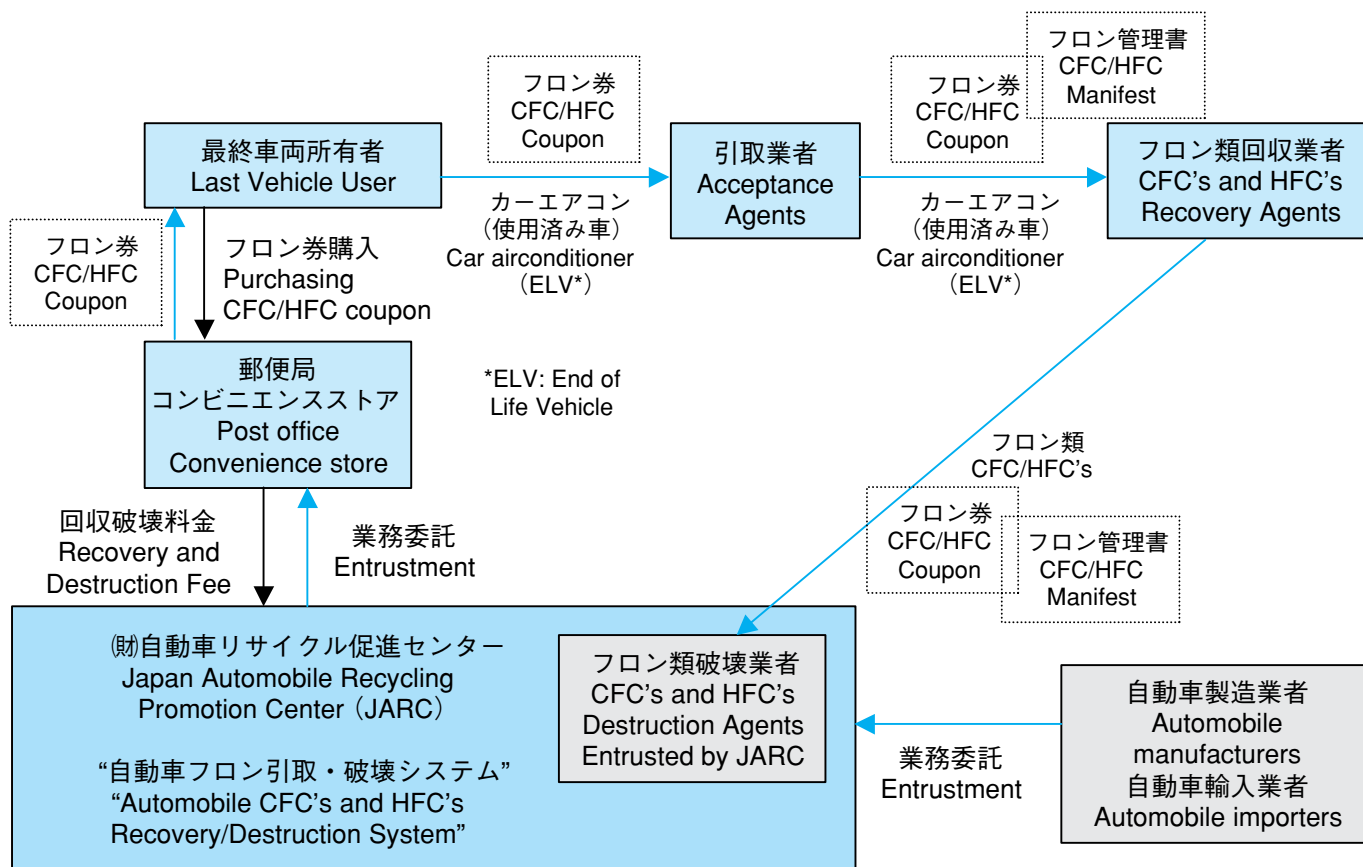 フロン券
CFC/HFC
Coupon
フロン券
CFC/HFC
Coupon
フロン管理書
CFC/HFC
Manifest
最終車両所有者
Last Vehicle User
引取業者
Acceptance
Agents
フロン類回収業者
CFC's and HFC's
Recovery Agents
カーエアコン
（使用済み車）
Car airconditioner
（ELV*）
カーエアコン
（使用済み車）
Car airconditioner
（ELV*）
フロン券
CFC/HFC
Coupon
フロン券購入
Purchasing
CFC/HFC coupon
郵便局
コンビニエンスストア
Post office
Convenience store
*ELV: End of
Life Vehicle
フロン類
CFC/HFC's
フロン券
CFC/HFC
Coupon
フロン管理書
CFC/HFC
Manifest
回収破壊料金
Recovery and
Destruction Fee
業務委託
Entrustment
㈶自動車リサイクル促進センター
Japan Automobile Recycling
Promotion Center（JARC）
“自動車フロン引取・破壊システム”
“Automobile CFC's and HFC's
Recovery/Destruction System”
フロン類破壊業者
CFC's and HFC's
Destruction Agents
Entrusted by JARC
業務委託
Entrustment
自動車製造業者
Automobile
manufacturers
自動車輸入業者
Automobile importers